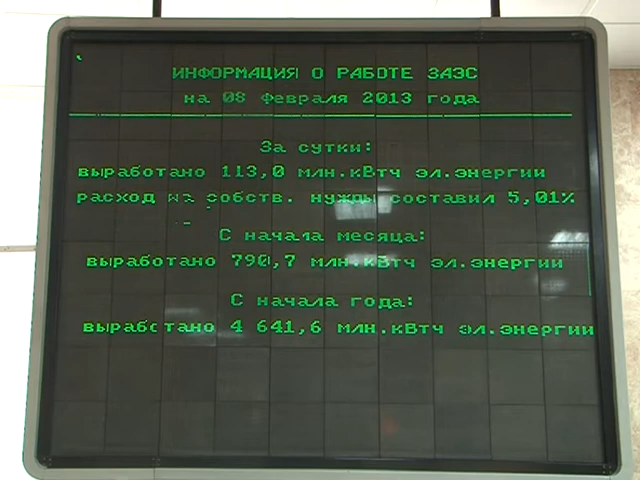 ИНФОРМАЦИЯ О РАБОТЕ ЗАЭС
на 08 февраля 2013 года
За сутки:
выработано 113,0 млн.кВтч эл.энергии
расход на собств. нужды составил 5,01%
С начала месяца:
выработано 790,7 млн.кВтч эл.энергии
С начала года:
выработано 4 641,6 млн.кВтч эл.энергии